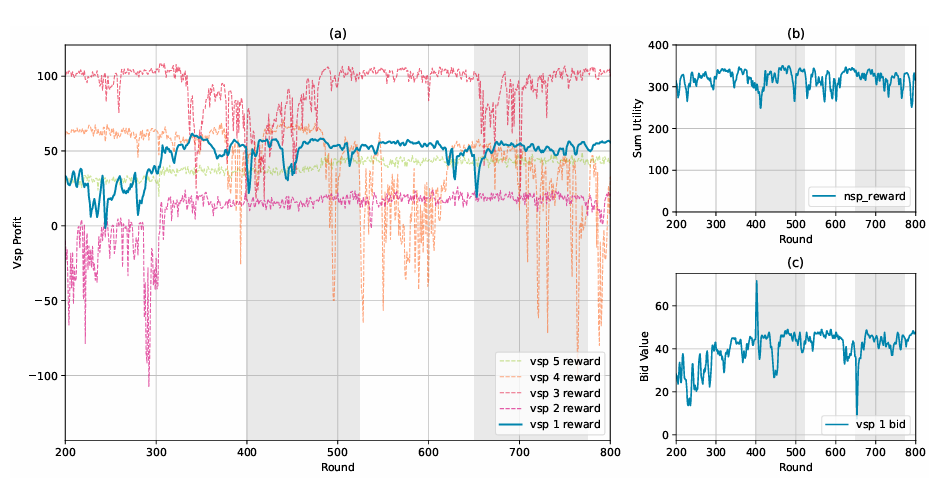 (a)
100
50
0
−50
−100
200
300
400
500
600
700
800
Vsp Profit
Round
vsp 5 reward
vsp 4 reward
vsp 3 reward
vsp 2 reward
vsp 1 reward
(b)
400
300
200
100
0
200
300
400
500
600
700
800
Sum Utility
Round
nsp_reward
(c)
60
40
20
0
200
300
400
500
600
700
800
Bid Value
Round
vsp 1 bid